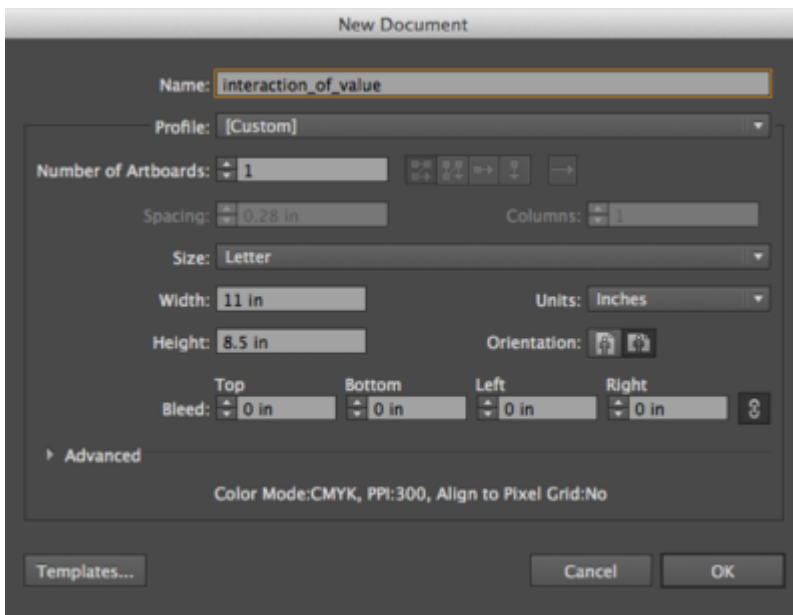 New Document
Name: interaction_of_value
Profile: [Custom]
Number of Artboards: 1
Spacing: 0.28 in Columns: 1
Size: Letter
Width: 11 in Units: Inches
Height: 8.5 in Orientation:
Top Bottom Left Right
Bleed: 0 in 0 in 0 in 0 in
Advanced
Color Mode:CMYK, PPI:300, Align to Pixel Grid:No
Templates... Cancel OK